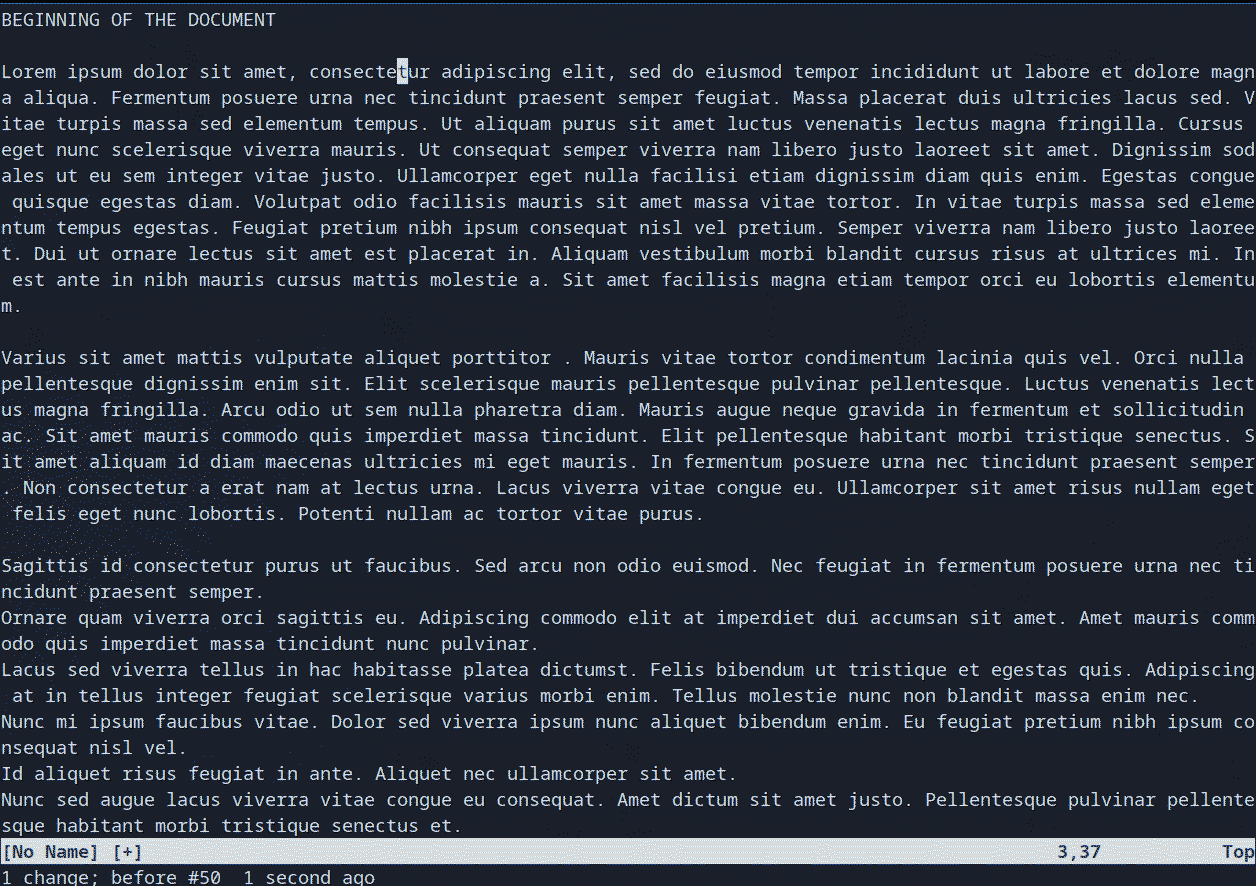 BEGINNING OF THE DOCUMENT
Lorem ipsum dolor sit amet, consectetur adipiscing elit, sed do eiusmod tempor incididunt ut labore et dolore magn
a aliqua. Fermentum posuere urna nec tincidunt praesent semper feugiat. Massa placerat duis ultricies lacus sed. V
itae turpis massa sed elementum tempus. Ut aliquam purus sit amet luctus venenatis lectus magna fringilla. Cursus
eget nunc scelerisque viverra mauris. Ut consequat semper viverra nam libero justo laoreet sit amet. Dignissim sod
ales ut eu sem integer vitae justo. Ullamcorper eget nulla facilisi etiam dignissim diam quis enim. Egestas congue
 quisque egestas diam. Volutpat odio facilisis mauris sit amet massa vitae tortor. In vitae turpis massa sed eleme
ntum tempus egestas. Feugiat pretium nibh ipsum consequat nisl vel pretium. Semper viverra nam libero justo laoree
t. Dui ut ornare lectus sit amet est placerat in. Aliquam vestibulum morbi blandit cursus risus at ultrices mi. In
 est ante in nibh mauris cursus mattis molestie a. Sit amet facilisis magna etiam tempor orci eu lobortis elementu
m.
Varius sit amet mattis vulputate aliquet porttitor . Mauris vitae tortor condimentum lacinia quis vel. Orci nulla
pellentesque dignissim enim sit. Elit scelerisque mauris pellentesque pulvinar pellentesque. Luctus venenatis lect
us magna fringilla. Arcu odio ut sem nulla pharetra diam. Mauris augue neque gravida in fermentum et sollicitudin
ac. Sit amet mauris commodo quis imperdiet massa tincidunt. Elit pellentesque habitant morbi tristique senectus. S
it amet aliquam id diam maecenas ultricies mi eget mauris. In fermentum posuere urna nec tincidunt praesent semper
. Non consectetur a erat nam at lectus urna. Lacus viverra vitae congue eu. Ullamcorper sit amet risus nullam eget
 felis eget nunc lobortis. Potenti nullam ac tortor vitae purus.
Sagittis id consectetur purus ut faucibus. Sed arcu non odio euismod. Nec feugiat in fermentum posuere urna nec ti
ncidunt praesent semper.
Ornare quam viverra orci sagittis eu. Adipiscing commodo elit at imperdiet dui accumsan sit amet. Amet mauris comm
odo quis imperdiet massa tincidunt nunc pulvinar.
Lacus sed viverra tellus in hac habitasse platea dictumst. Felis bibendum ut tristique et egestas quis. Adipiscing
 at in tellus integer feugiat scelerisque varius morbi enim. Tellus molestie nunc non blandit massa enim nec.
Nunc mi ipsum faucibus vitae. Dolor sed viverra ipsum nunc aliquet bibendum enim. Eu feugiat pretium nibh ipsum co
nsequat nisl vel.
Id aliquet risus feugiat in ante. Aliquet nec ullamcorper sit amet.
Nunc sed augue lacus viverra vitae congue eu consequat. Amet dictum sit amet justo. Pellentesque pulvinar pellente
sque habitant morbi tristique senectus et.
[No Name] [+] 3,37 Top
1 change; before #50  1 second ago